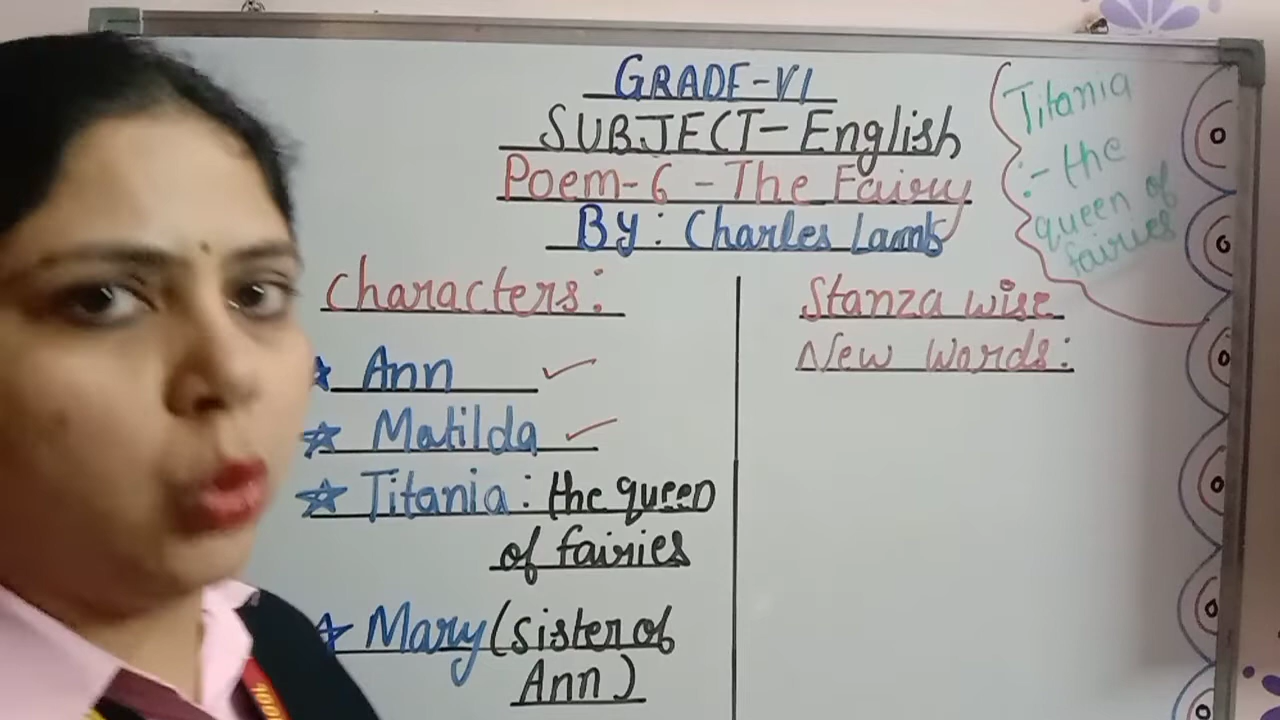 GRADE-VI
SUBJECT-English
Poem-6-The Fairy
By: Charles Lamb
Titania
:- the
queen of
fairies
Characters:
Ann
Matilda
Titania: the queen
of fairies
Mary (sister of
Ann)
Stanza wise
New Words: